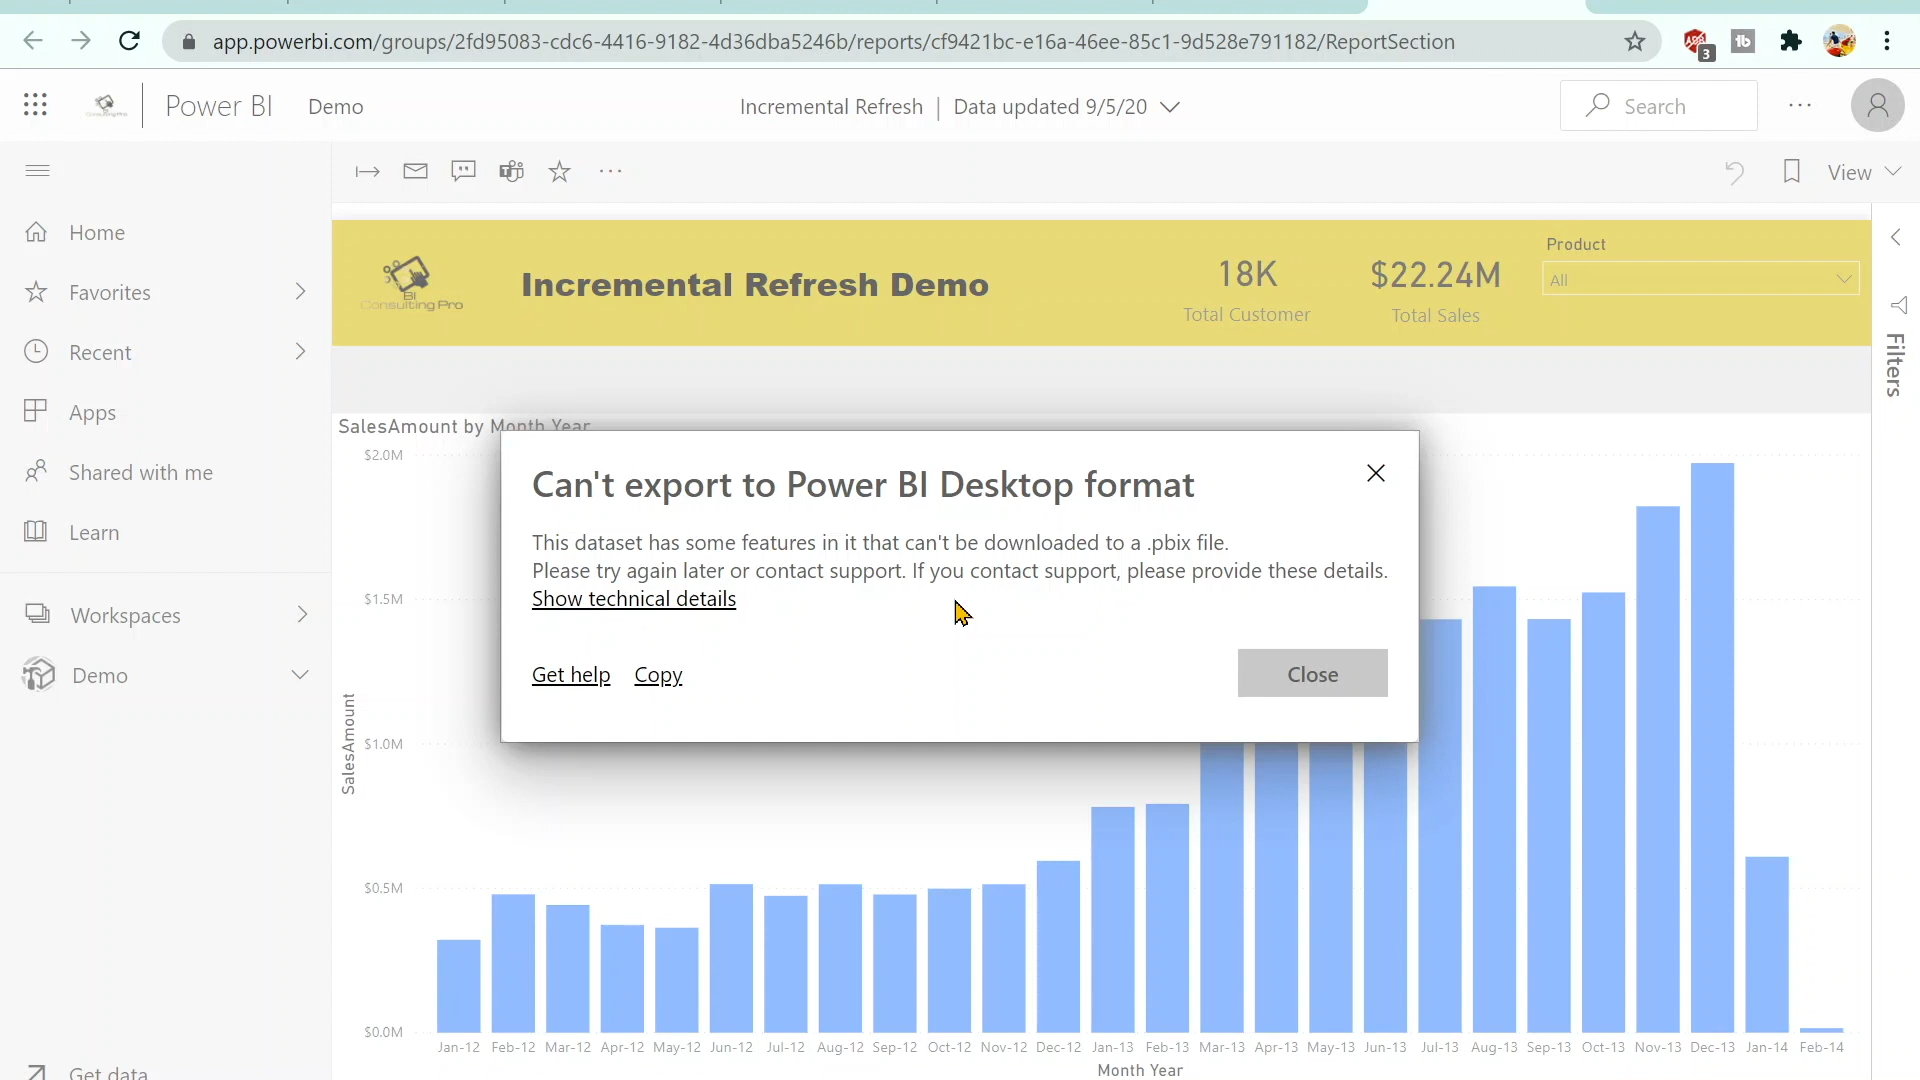 app.powerbi.com/groups/2fd95083-cdc6-4416-9182-4d36dba5246b/reports/cf9421bc-e16a-46ee-85c1-9d528e791182/ReportSection
ABP
3
tb
Consulting Pro
Power BI
Demo
Incremental Refresh | Data updated 9/5/20
Search
View
Home
Favorites
Recent
Apps
Shared with me
Learn
Workspaces
Demo
Get data
BI
Consulting Pro
Incremental Refresh Demo
18K
Total Customer
$22.24M
Total Sales
Product
All
Filters
SalesAmount by Month Year
Can't export to Power BI Desktop format
This dataset has some features in it that can't be downloaded to a .pbix file.
Please try again later or contact support. If you contact support, please provide these details.
Show technical details
Get help Copy
Close
SalesAmount
$2.0M
$1.5M
$1.0M
$0.5M
$0.0M
Jan-12 Feb-12 Mar-12 Apr-12 May-12 Jun-12 Jul-12 Aug-12 Sep-12 Oct-12 Nov-12 Dec-12 Jan-13 Feb-13 Mar-13 Apr-13 May-13 Jun-13 Jul-13 Aug-13 Sep-13 Oct-13 Nov-13 Dec-13 Jan-14 Feb-14
Month Year